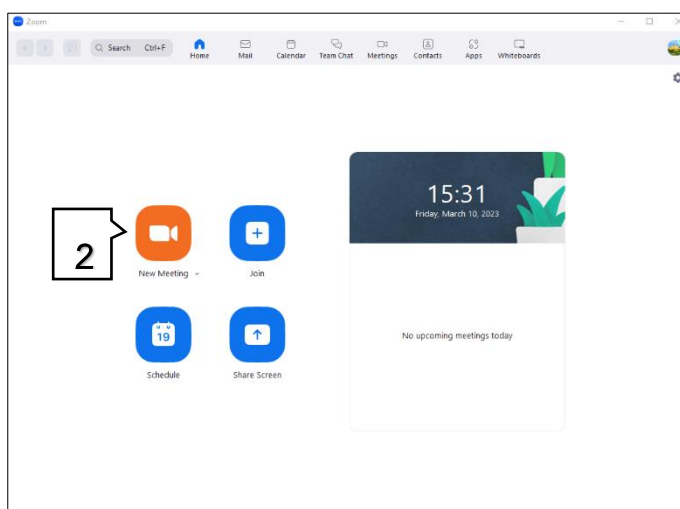 Zoom
Search Ctrl+F
Home
Mail
Calendar
Team Chat
Meetings
Contacts
Apps
Whiteboards
15:31
Friday, March 10, 2023
2
New Meeting
Join
No upcoming meetings today
19
Schedule
Share Screen